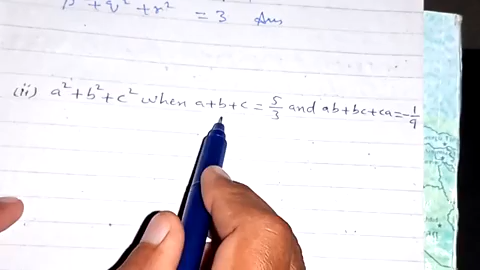 p² + q² + r² = 3 Ans
(ii) a² + b² + c² when a+b+c = 5/3 and ab+bc+ca = -1/9